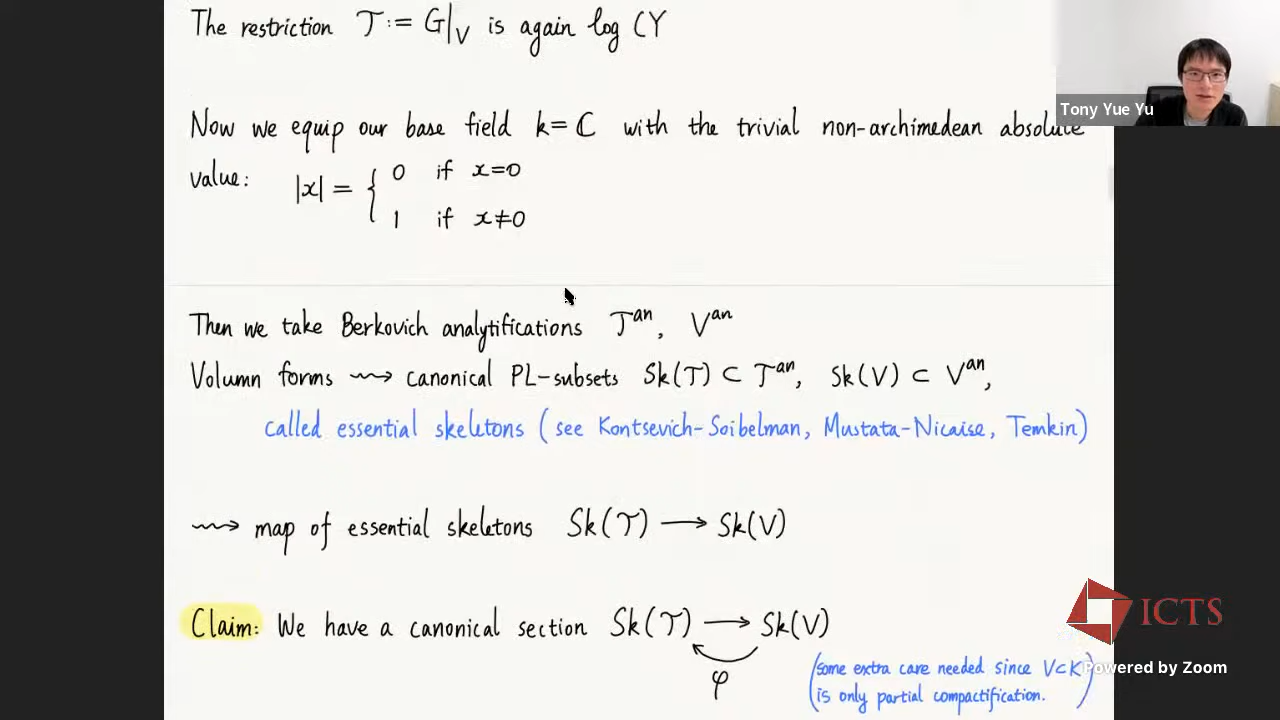 The restriction 𝒯 := G|_V is again log CY
Tony Yue Yu
Now we equip our base field k = ℂ with the trivial non-archimedean absolute
value: |x| = { 0 if x=0
1 if x≠0
Then we take Berkovich analytifications 𝒯^an, V^an
Volumn forms ⟿ canonical PL-subsets Sk(𝒯) ⊂ 𝒯^an, Sk(V) ⊂ V^an,
called essential skeletons (see Kontsevich-Soibelman, Mustata-Nicaise, Temkin)
⟿ map of essential skeletons Sk(𝒯) ⟶ Sk(V)
Claim: We have a canonical section Sk(𝒯) ⟶ Sk(V)
φ
(some extra care needed since V⊂K
is only partial compactification.)
ICTS
Powered by Zoom